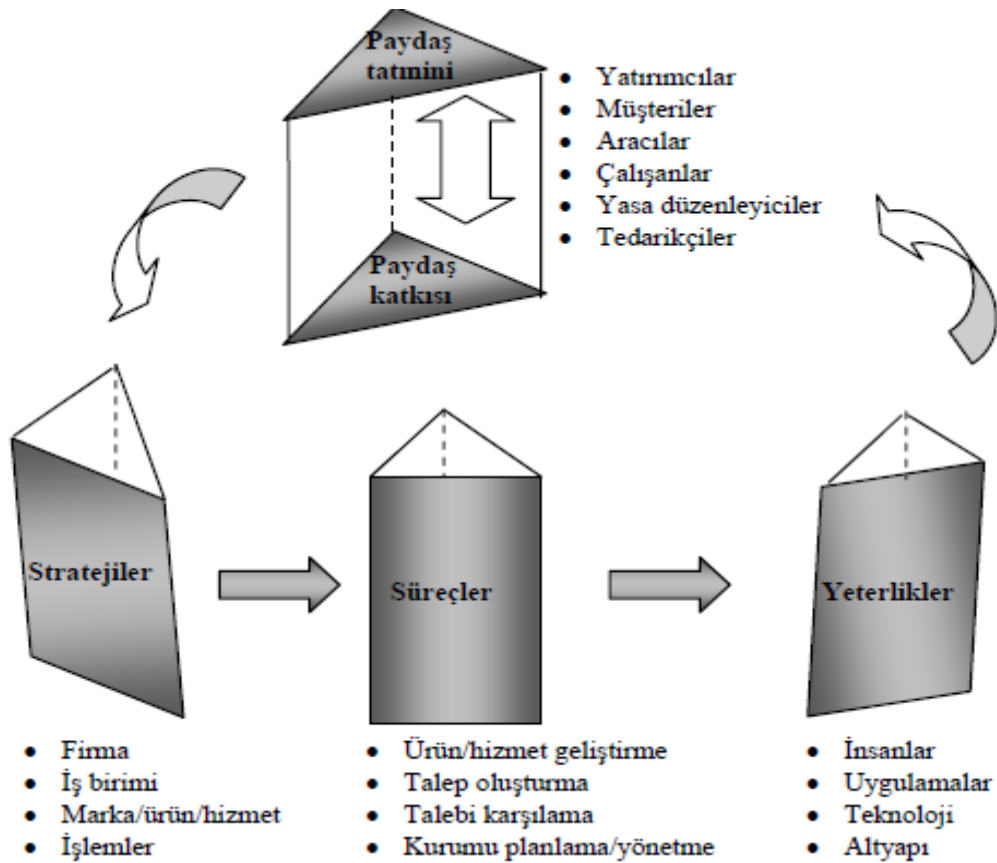 Paydaş
tatmini
• Yatırımcılar
• Müşteriler
• Aracılar
• Çalışanlar
• Yasa düzenleyiciler
• Tedarikçiler
Paydaş
katkısı
Stratejiler
Süreçler
Yeterlikler
• Firma
• İş birimi
• Marka/ürün/hizmet
• İşlemler
• Ürün/hizmet geliştirme
• Talep oluşturma
• Talebi karşılama
• Kurumu planlama/yönetme
• İnsanlar
• Uygulamalar
• Teknoloji
• Altyapı